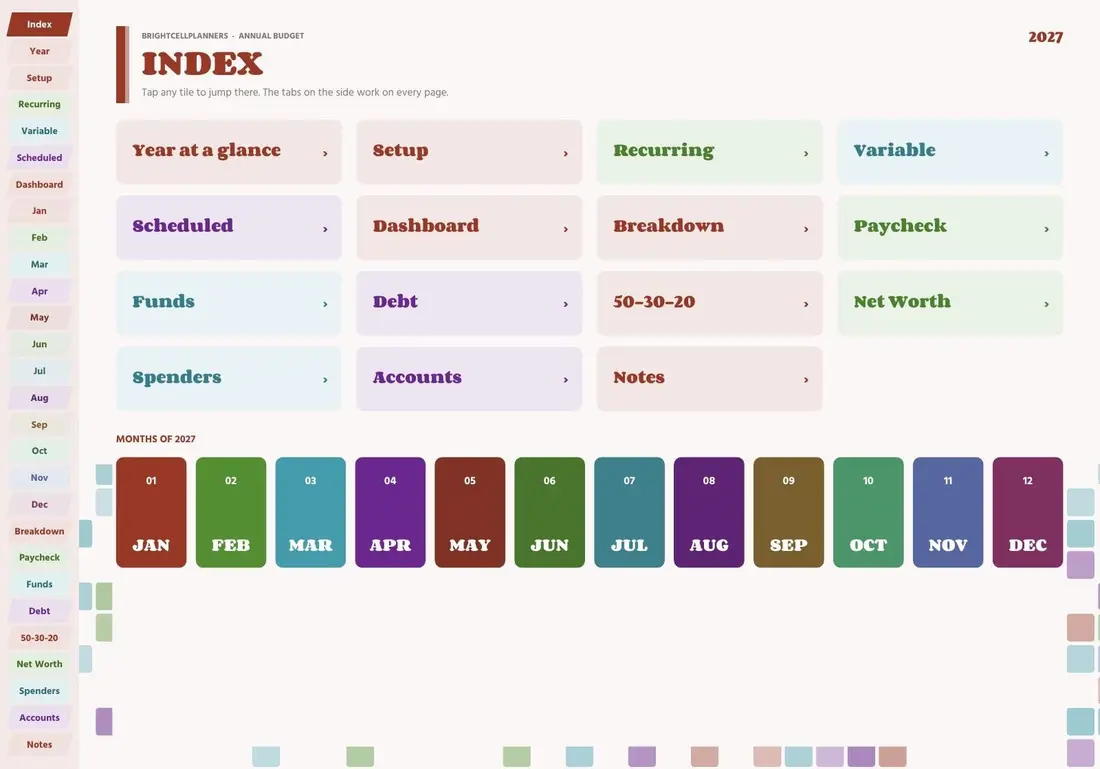 Index
Year
Setup
Recurring
Variable
Scheduled
Dashboard
Jan
Feb
Mar
Apr
May
Jun
Jul
Aug
Sep
Oct
Nov
Dec
Breakdown
Paycheck
Funds
Debt
50-30-20
Net Worth
Spenders
Accounts
Notes
BRIGHTCELLPLANNERS - ANNUAL BUDGET
2027
INDEX
Tap any tile to jump there. The tabs on the side work on every page.
Year at a glance ›
Setup ›
Recurring ›
Variable ›
Scheduled ›
Dashboard ›
Breakdown ›
Paycheck ›
Funds ›
Debt ›
50-30-20 ›
Net Worth ›
Spenders ›
Accounts ›
Notes ›
MONTHS OF 2027
01 JAN
02 FEB
03 MAR
04 APR
05 MAY
06 JUN
07 JUL
08 AUG
09 SEP
10 OCT
11 NOV
12 DEC